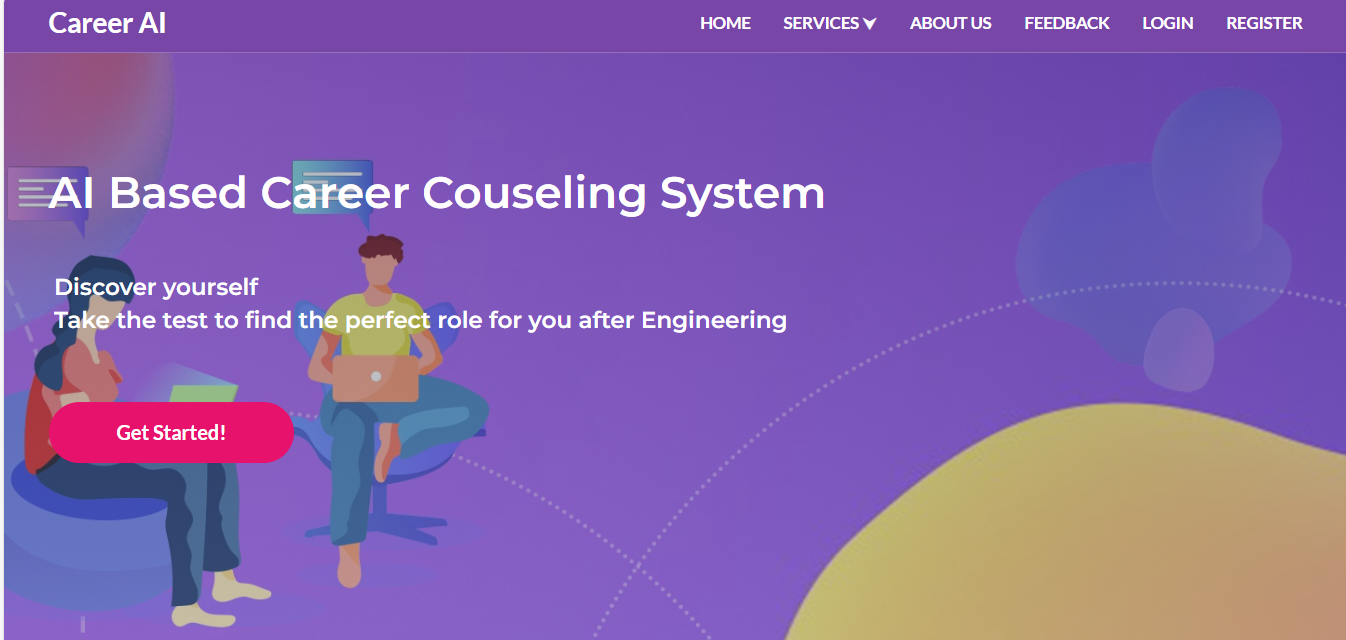 Career AI
HOME SERVICES ABOUT US FEEDBACK LOGIN REGISTER
AI Based Career Couseling System
Discover yourself
Take the test to find the perfect role for you after Engineering
Get Started!